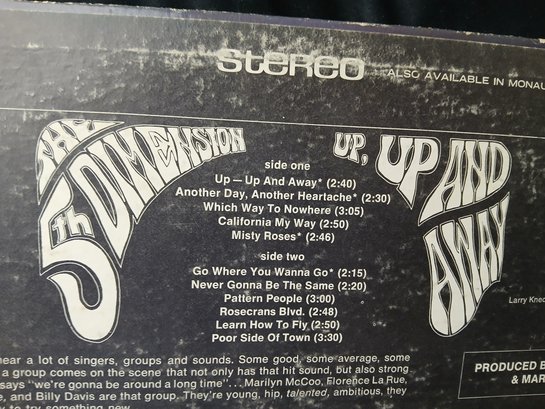 STEREO ALSO AVAILABLE IN MONAU
THE 5th DIMENSION
UP, UP AND AWAY
side one
Up—Up And Away* (2:40)
Another Day, Another Heartache* (2:30)
Which Way To Nowhere (3:05)
California My Way (2:50)
Misty Roses* (2:46)
side two
Go Where You Wanna Go* (2:15)
Never Gonna Be The Same (2:20)
Pattern People (3:00)
Rosecrans Blvd. (2:48)
Learn How To Fly (2:50)
Poor Side Of Town (3:30)
Larry Knec
hear a lot of singers, groups and sounds. Some good, some average, some
a group comes on the scene that not only has that hit sound, but also strong
says "we're gonna be around a long time"...Marilyn McCoo, Florence La Rue,
e, and Billy Davis are that group. They're young, hip, talented, ambitious, they
to try something new
PRODUCED B
& MAR